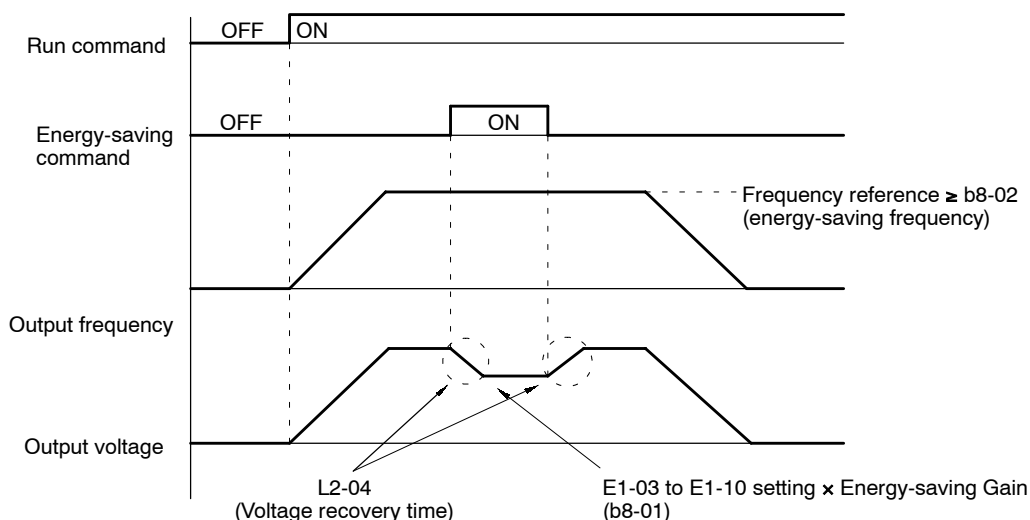 OFF ON
Run command
OFF ON
Energy-saving
command
Frequency reference ≥ b8-02
(energy-saving frequency)
Output frequency
Output voltage
L2-04
(Voltage recovery time)
E1-03 to E1-10 setting × Energy-saving Gain
(b8-01)